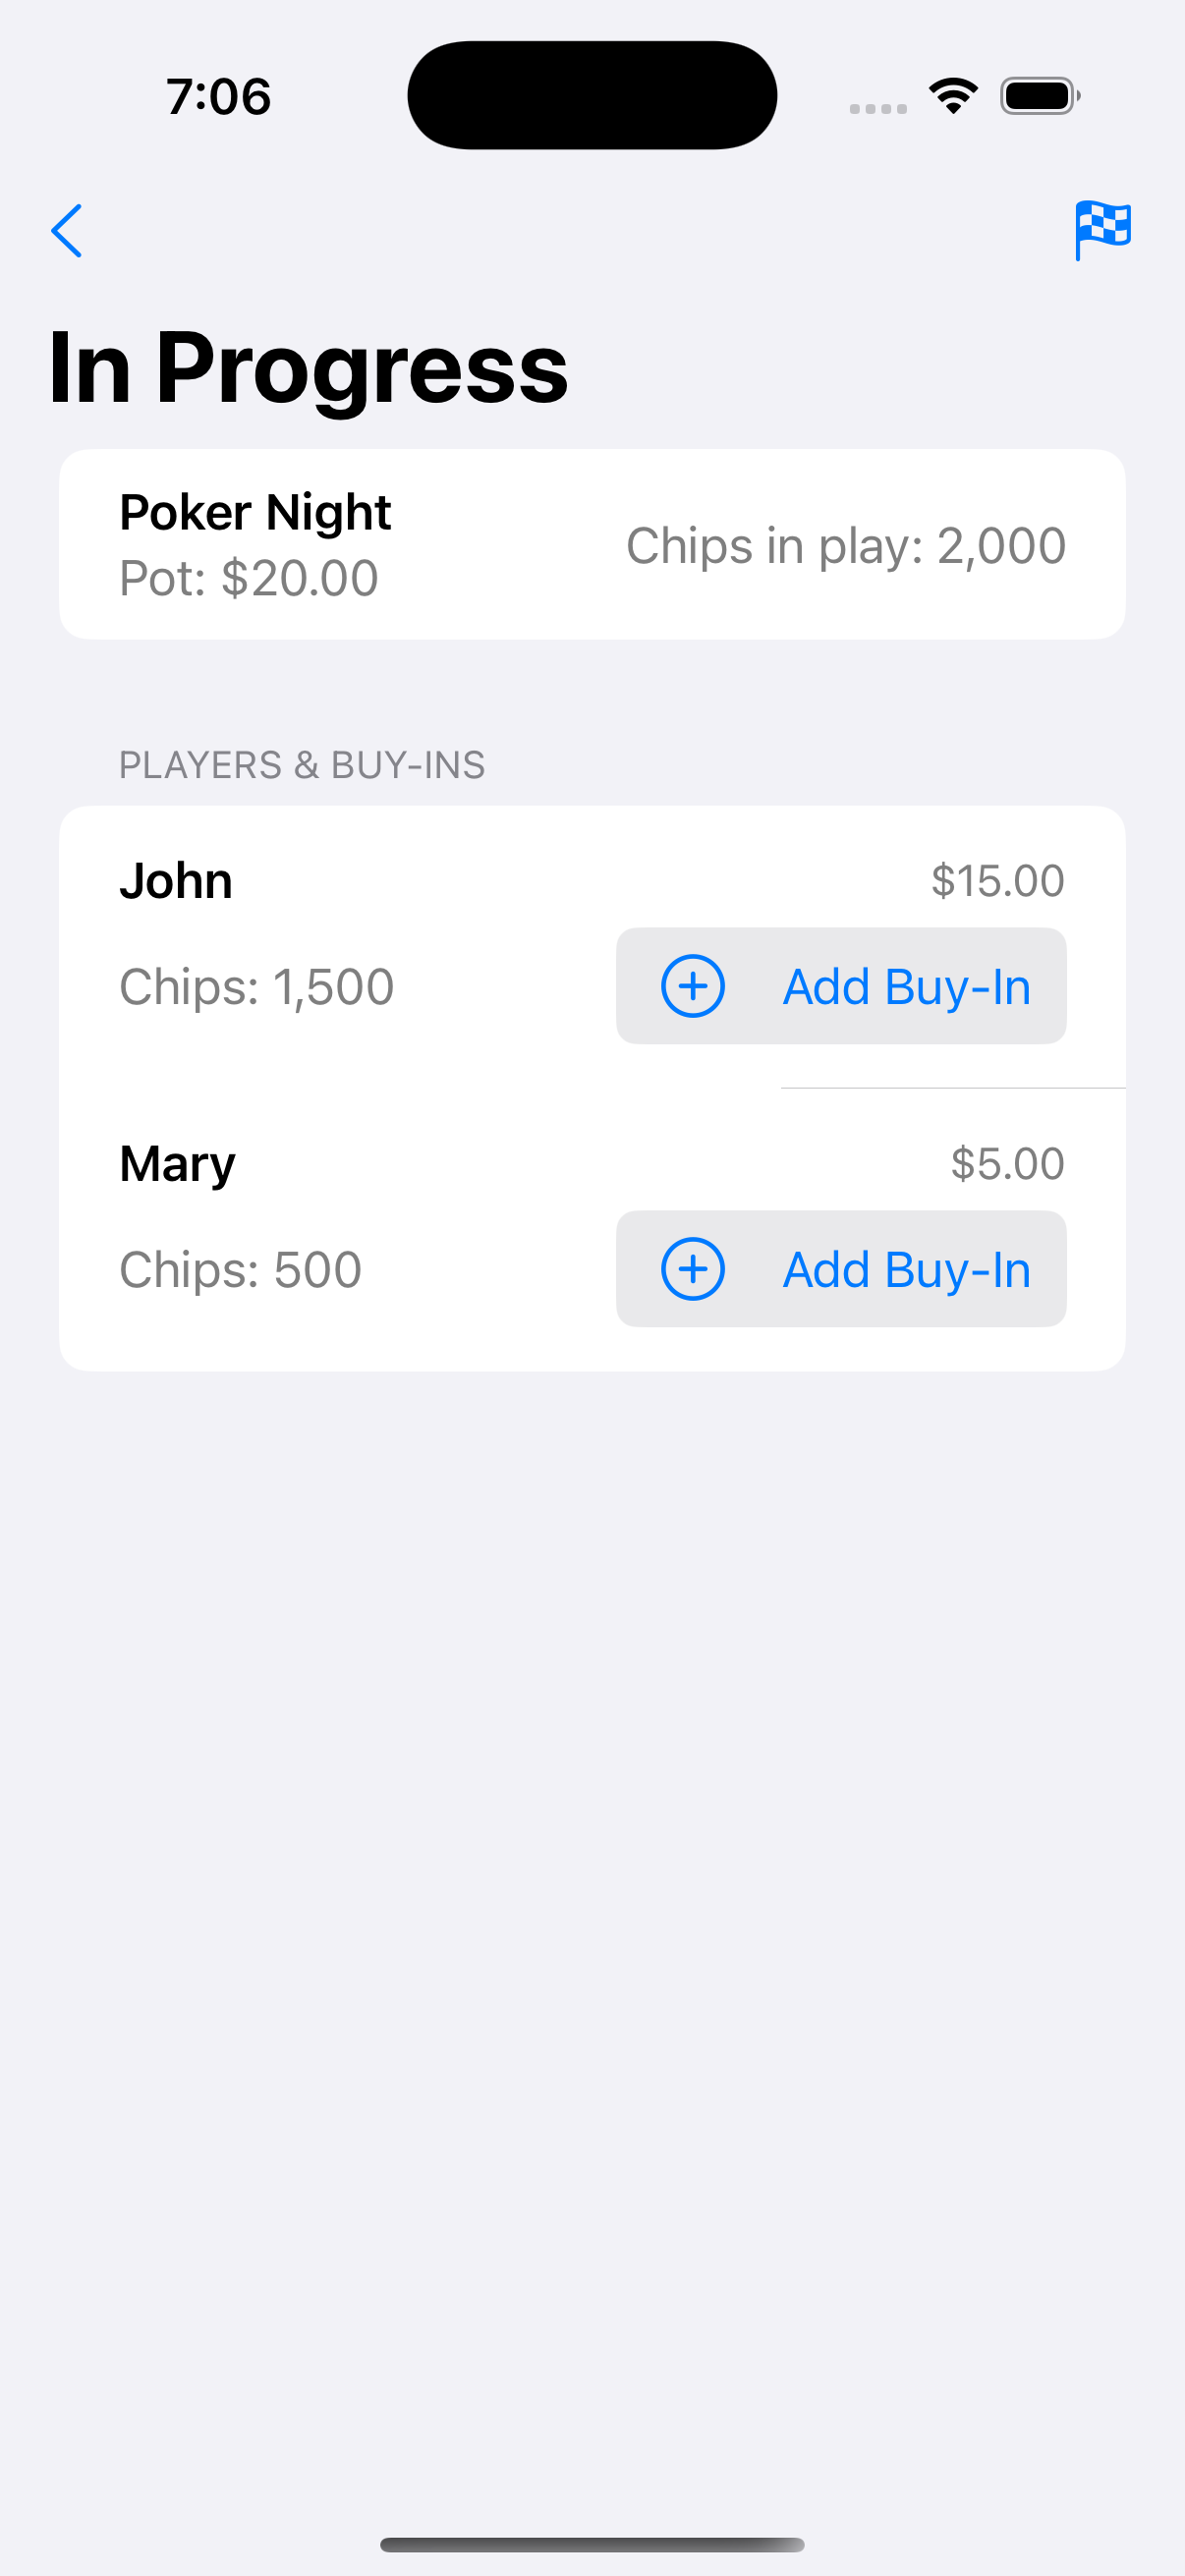 7:06
In Progress
Poker Night
Pot: $20.00
Chips in play: 2,000
PLAYERS & BUY-INS
John
$15.00
Chips: 1,500
Add Buy-In
Mary
$5.00
Chips: 500
Add Buy-In